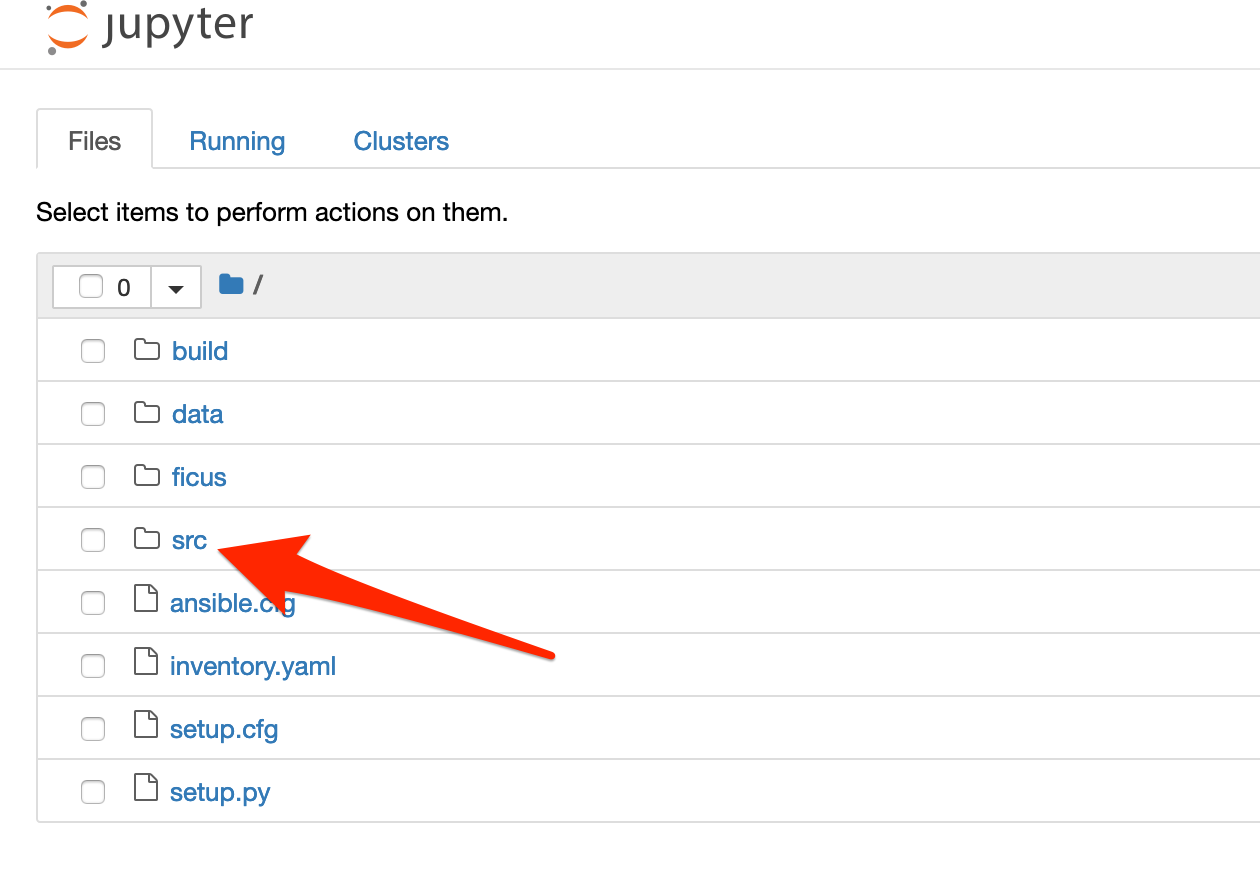 jupyter
Files Running Clusters
Select items to perform actions on them.
0 /
build
data
ficus
src
ansible.cfg
inventory.yaml
setup.cfg
setup.py